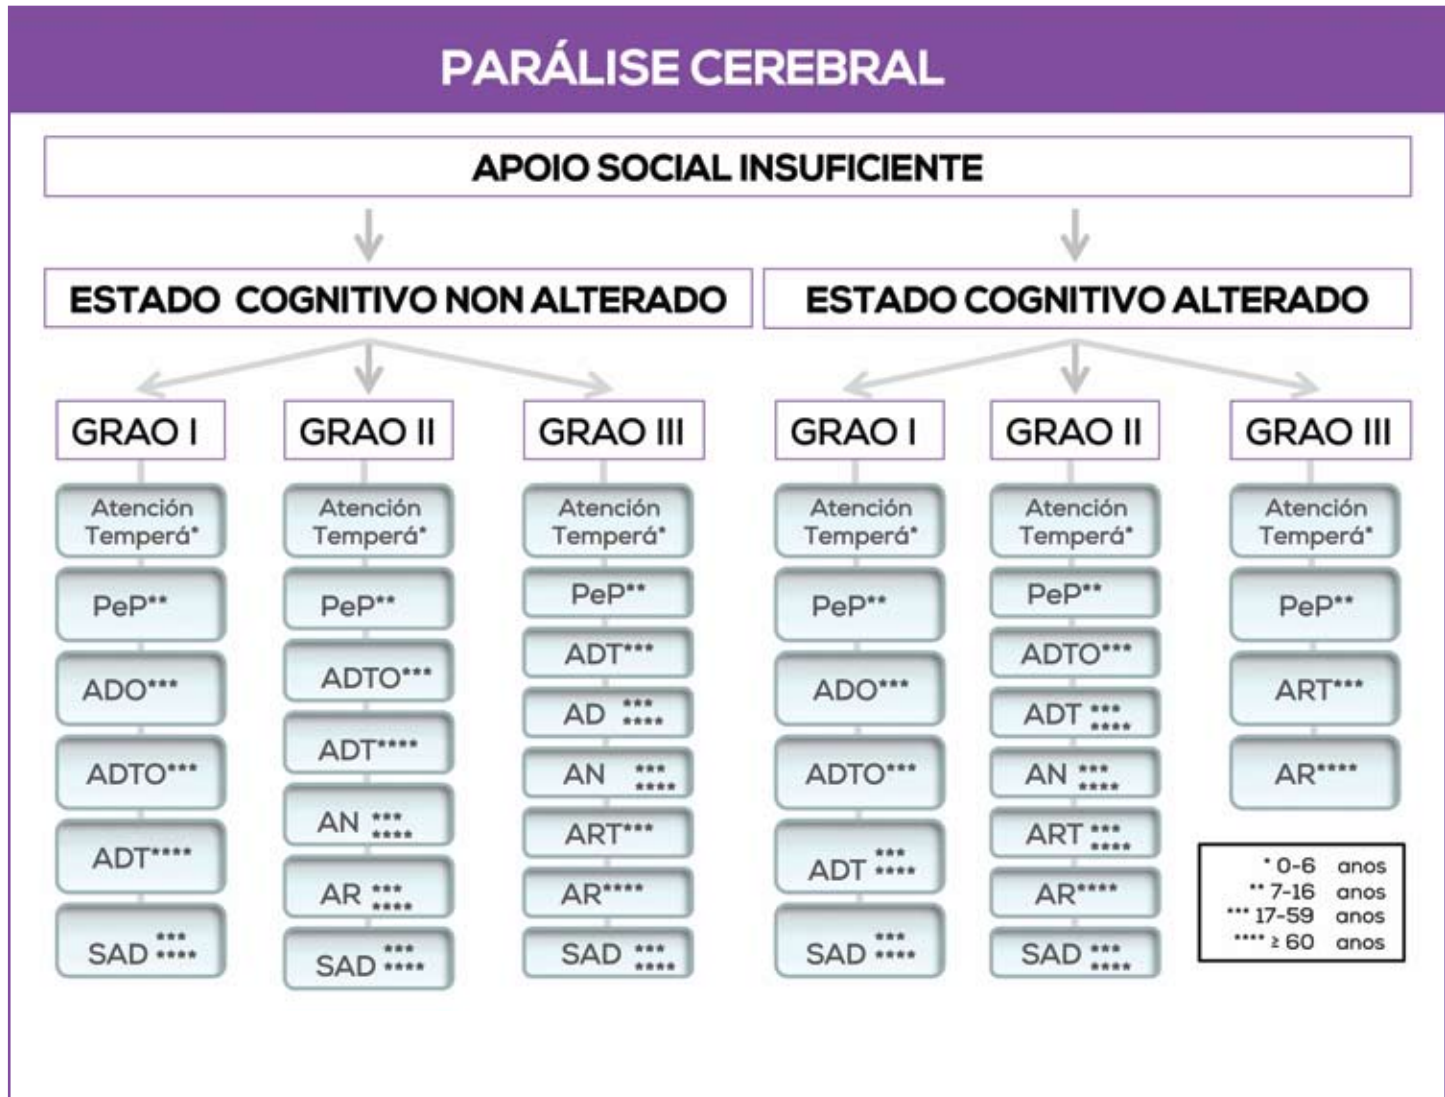 PARÁLISE CEREBRAL
APOIO SOCIAL INSUFICIENTE
ESTADO COGNITIVO NON ALTERADO
GRAO I
Atención
Temperá*
PeP**
ADO***
ADTO***
ADT****
SAD ***
****
GRAO II
Atención
Temperá*
PeP**
ADTO***
ADT****
AN ***
****
AR ***
****
SAD ***
****
GRAO III
Atención
Temperá*
PeP**
ADT***
AD ***
****
AN ***
****
ART***
AR****
SAD ***
****
ESTADO COGNITIVO ALTERADO
GRAO I
Atención
Temperá*
PeP**
ADO***
ADTO***
ADT ***
****
SAD ***
****
GRAO II
Atención
Temperá*
PeP**
ADTO***
ADT ***
****
AN ***
****
ART ***
****
AR****
SAD ***
****
GRAO III
Atención
Temperá*
PeP**
ART***
AR****
* 0-6 anos
** 7-16 anos
*** 17-59 anos
**** ≥ 60 anos